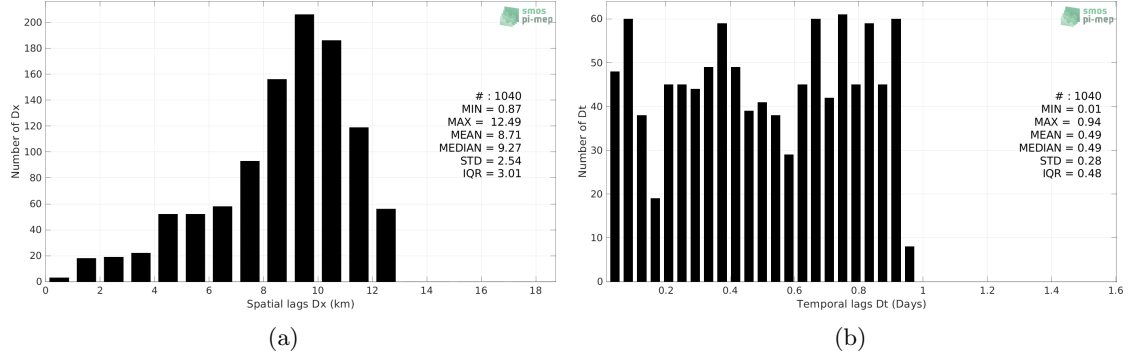 smos
pi-mep
200
180
160
140
120
100
80
60
40
20
0
Number of Dx
# : 1040
MIN = 0.87
MAX = 12.49
MEAN = 8.71
MEDIAN = 9.27
STD = 2.54
IQR = 3.01
0 2 4 6 8 10 12 14 16 18
Spatial lags Dx (km)
(a)
smos
pi-mep
60
50
40
30
20
10
0
Number of Dt
# : 1040
MIN = 0.01
MAX = 0.94
MEAN = 0.49
MEDIAN = 0.49
STD = 0.28
IQR = 0.48
0.2 0.4 0.6 0.8 1 1.2 1.4 1.6
Temporal lags Dt (Days)
(b)